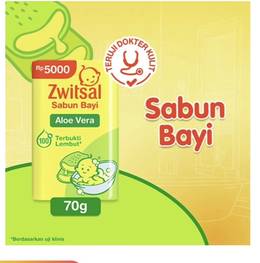 Rp5000
Zwitsal
Sabun Bayi
Aloe Vera
100
Terbukti
Lembut*
70g
TERUJI DOKTER KULIT
Sabun
Bayi
*Berdasarkan uji klinis